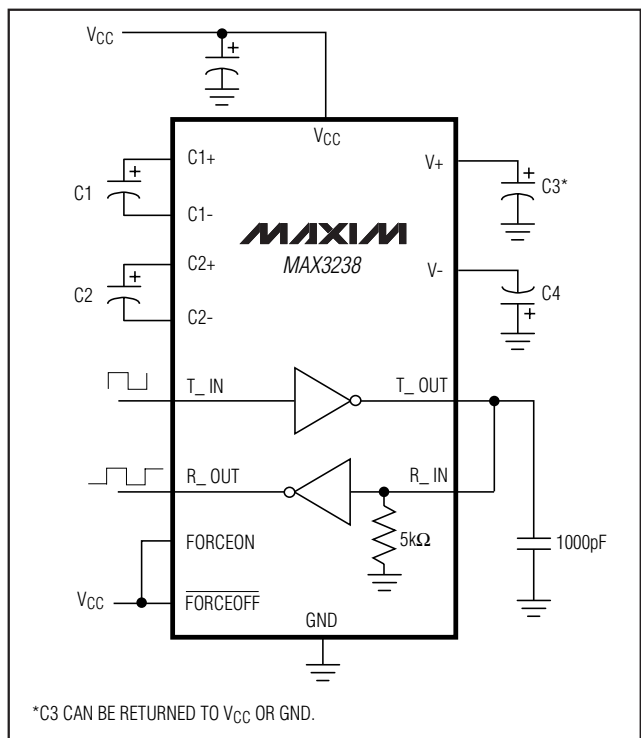 VCC
+
VCC
C1+
C1
+
C1-
C2+
C2
+
C2-
V+
+
C3*
V-
C4
+
MAXIM
MAX3238
T_ IN
T_ OUT
R_ OUT
R_ IN
5kΩ
1000pF
FORCEON
VCC
FORCEOFF
GND
*C3 CAN BE RETURNED TO VCC OR GND.